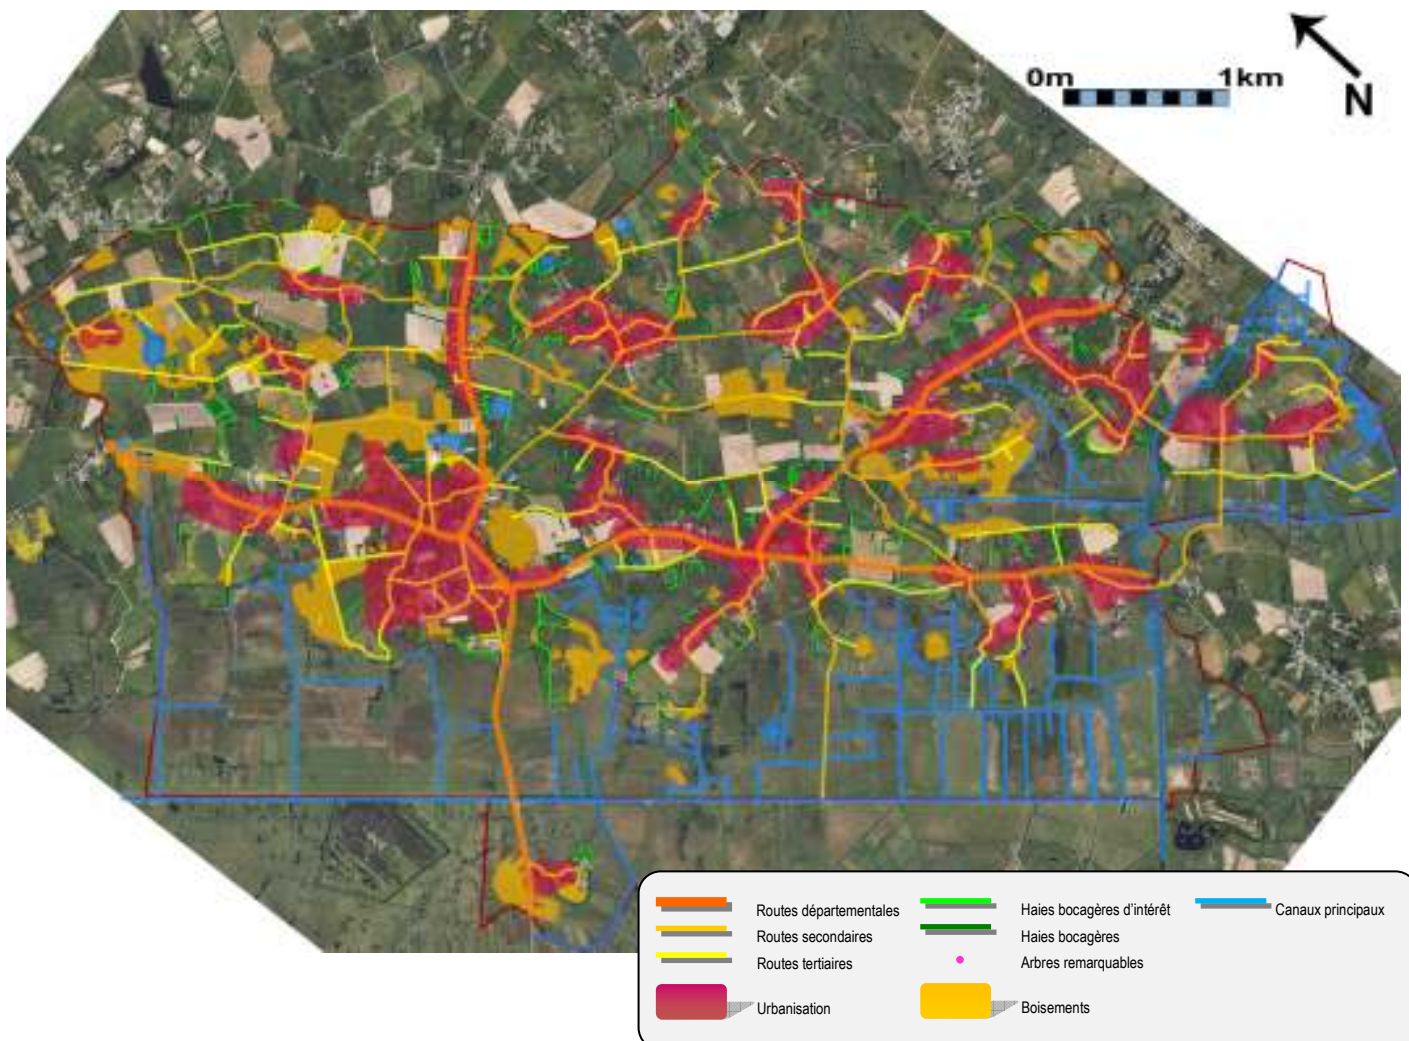 0m 1km
N
Routes départementales
Routes secondaires
Routes tertiaires
Urbanisation
Haies bocagères d'intérêt
Haies bocagères
Arbres remarquables
Boisements
Canaux principaux